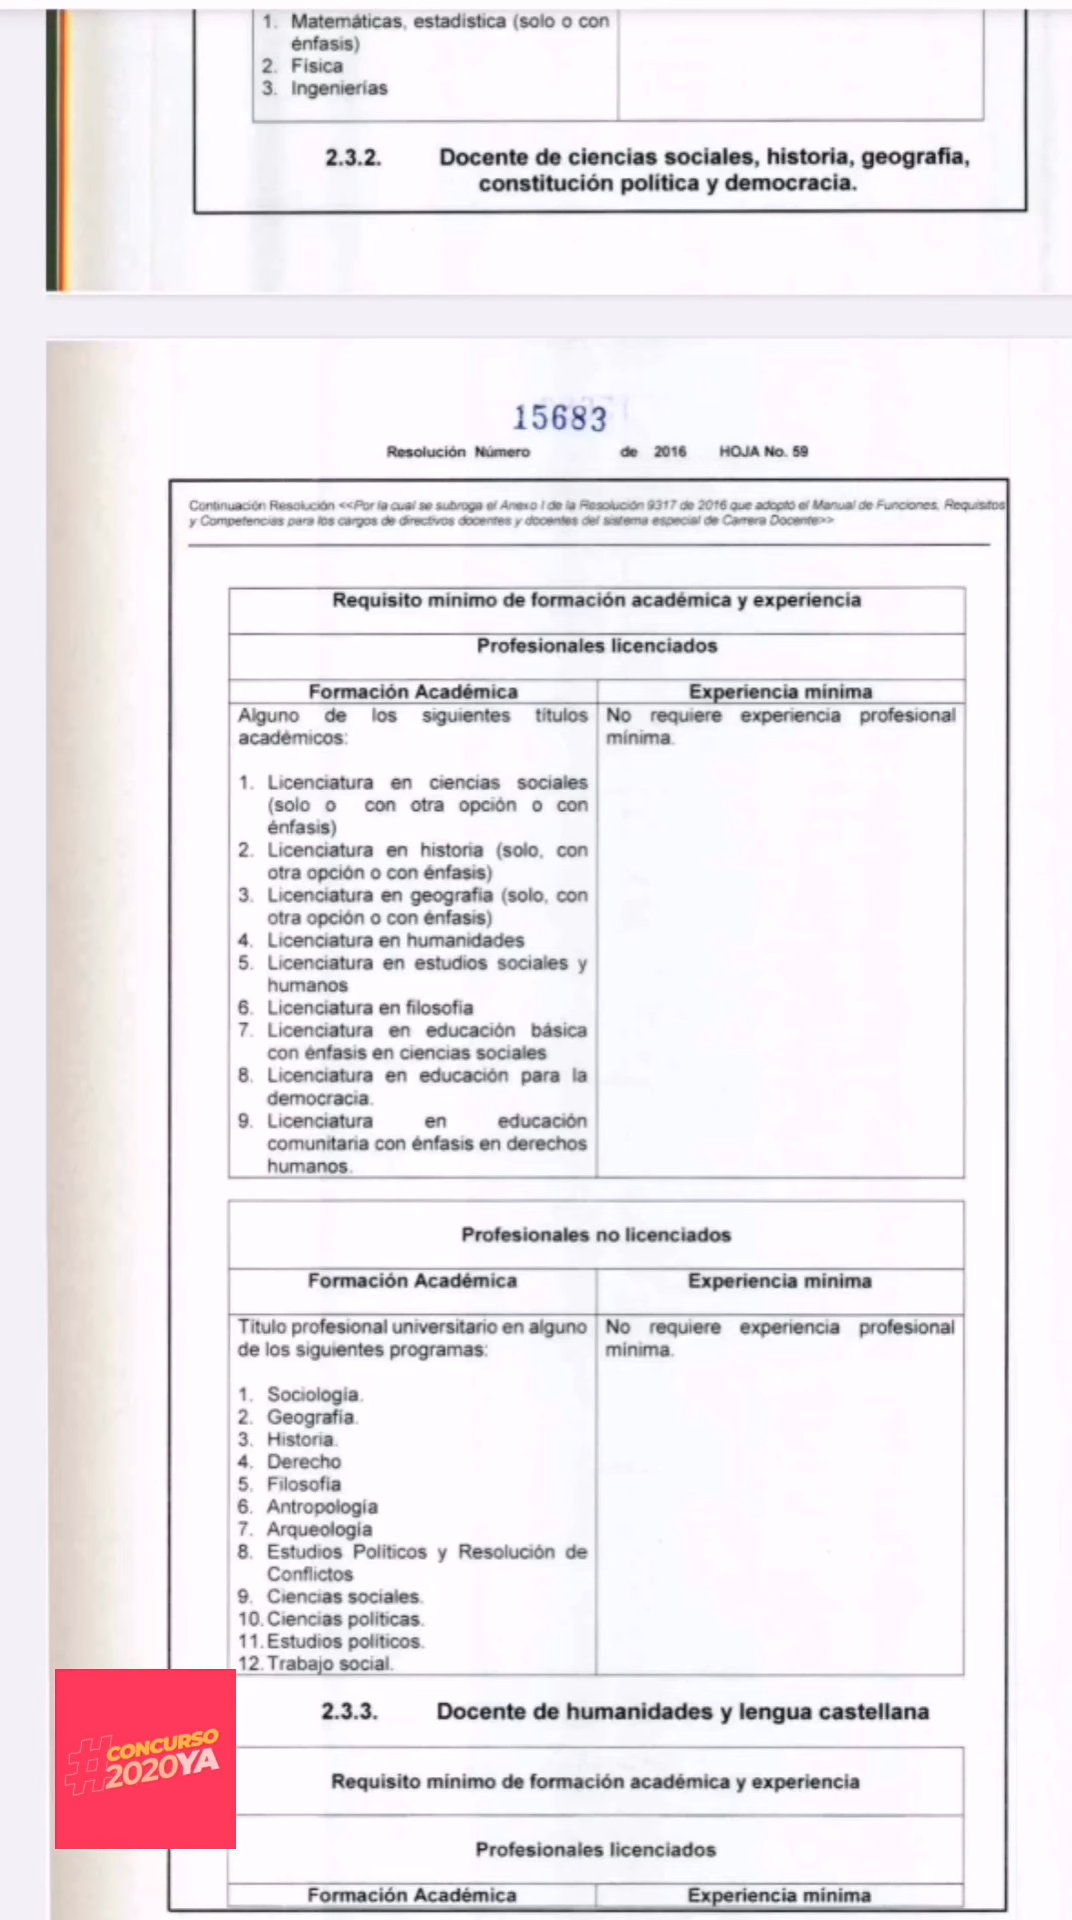 1. Matemáticas, estadística (solo o con
énfasis)
2. Física
3. Ingenierías
2.3.2. Docente de ciencias sociales, historia, geografía,
constitución política y democracia.
15683
Resolución Número de 2016 HOJA No. 59
Continuación Resolución <<Por la cual se subroga el Anexo I de la Resolución 9317 de 2016 que adoptó el Manual de Funciones, Requisitos
y Competencias para los cargos de directivos docentes y docentes del sistema especial de Carrera Docente>>
Requisito mínimo de formación académica y experiencia
Profesionales licenciados
Formación Académica Experiencia mínima
Alguno de los siguientes títulos No requiere experiencia profesional
académicos: mínima.
1. Licenciatura en ciencias sociales
(solo o con otra opción o con
énfasis)
2. Licenciatura en historia (solo, con
otra opción o con énfasis)
3. Licenciatura en geografía (solo, con
otra opción o con énfasis)
4. Licenciatura en humanidades
5. Licenciatura en estudios sociales y
humanos
6. Licenciatura en filosofía
7. Licenciatura en educación básica
con énfasis en ciencias sociales
8. Licenciatura en educación para la
democracia.
9. Licenciatura en educación
comunitaria con énfasis en derechos
humanos.
Profesionales no licenciados
Formación Académica Experiencia mínima
Título profesional universitario en alguno No requiere experiencia profesional
de los siguientes programas: mínima.
1. Sociología.
2. Geografía.
3. Historia.
4. Derecho
5. Filosofía
6. Antropología
7. Arqueología
8. Estudios Políticos y Resolución de
Conflictos
9. Ciencias sociales.
10. Ciencias políticas.
11. Estudios políticos.
12. Trabajo social.
2.3.3. Docente de humanidades y lengua castellana
#CONCURSO
2020YA
Requisito mínimo de formación académica y experiencia
Profesionales licenciados
Formación Académica Experiencia mínima